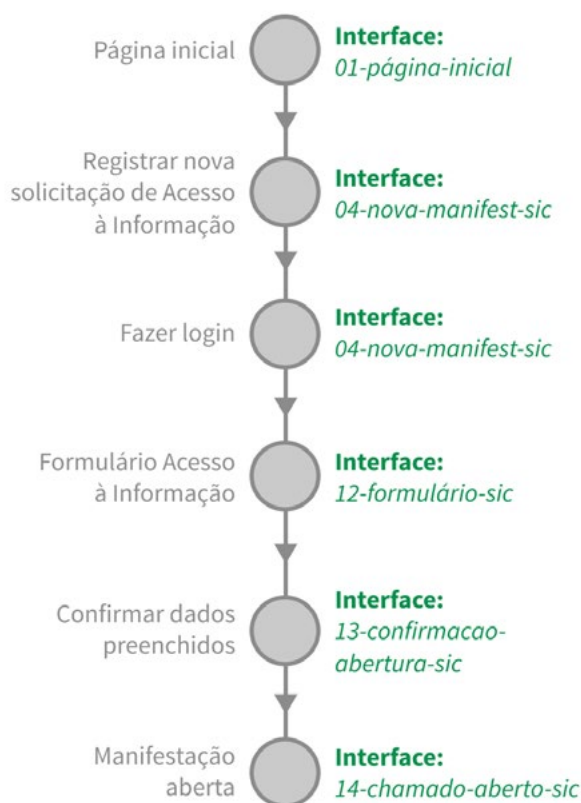 Página inicial
Interface:
01-página-inicial
Registrar nova
solicitação de Acesso
à Informação
Interface:
04-nova-manifest-sic
Fazer login
Interface:
04-nova-manifest-sic
Formulário Acesso
à Informação
Interface:
12-formulário-sic
Confirmar dados
preenchidos
Interface:
13-confirmacao-
abertura-sic
Manifestação
aberta
Interface:
14-chamado-aberto-sic